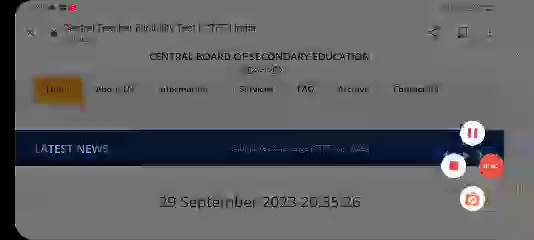 Central Teacher Eligibility Test (CTET) | India
CENTRAL BOARD OF SECONDARY EDUCATION
Home About Us Information Services FAQ Archive Contact Us
LATEST NEWS
29 September 2023 20.35.26